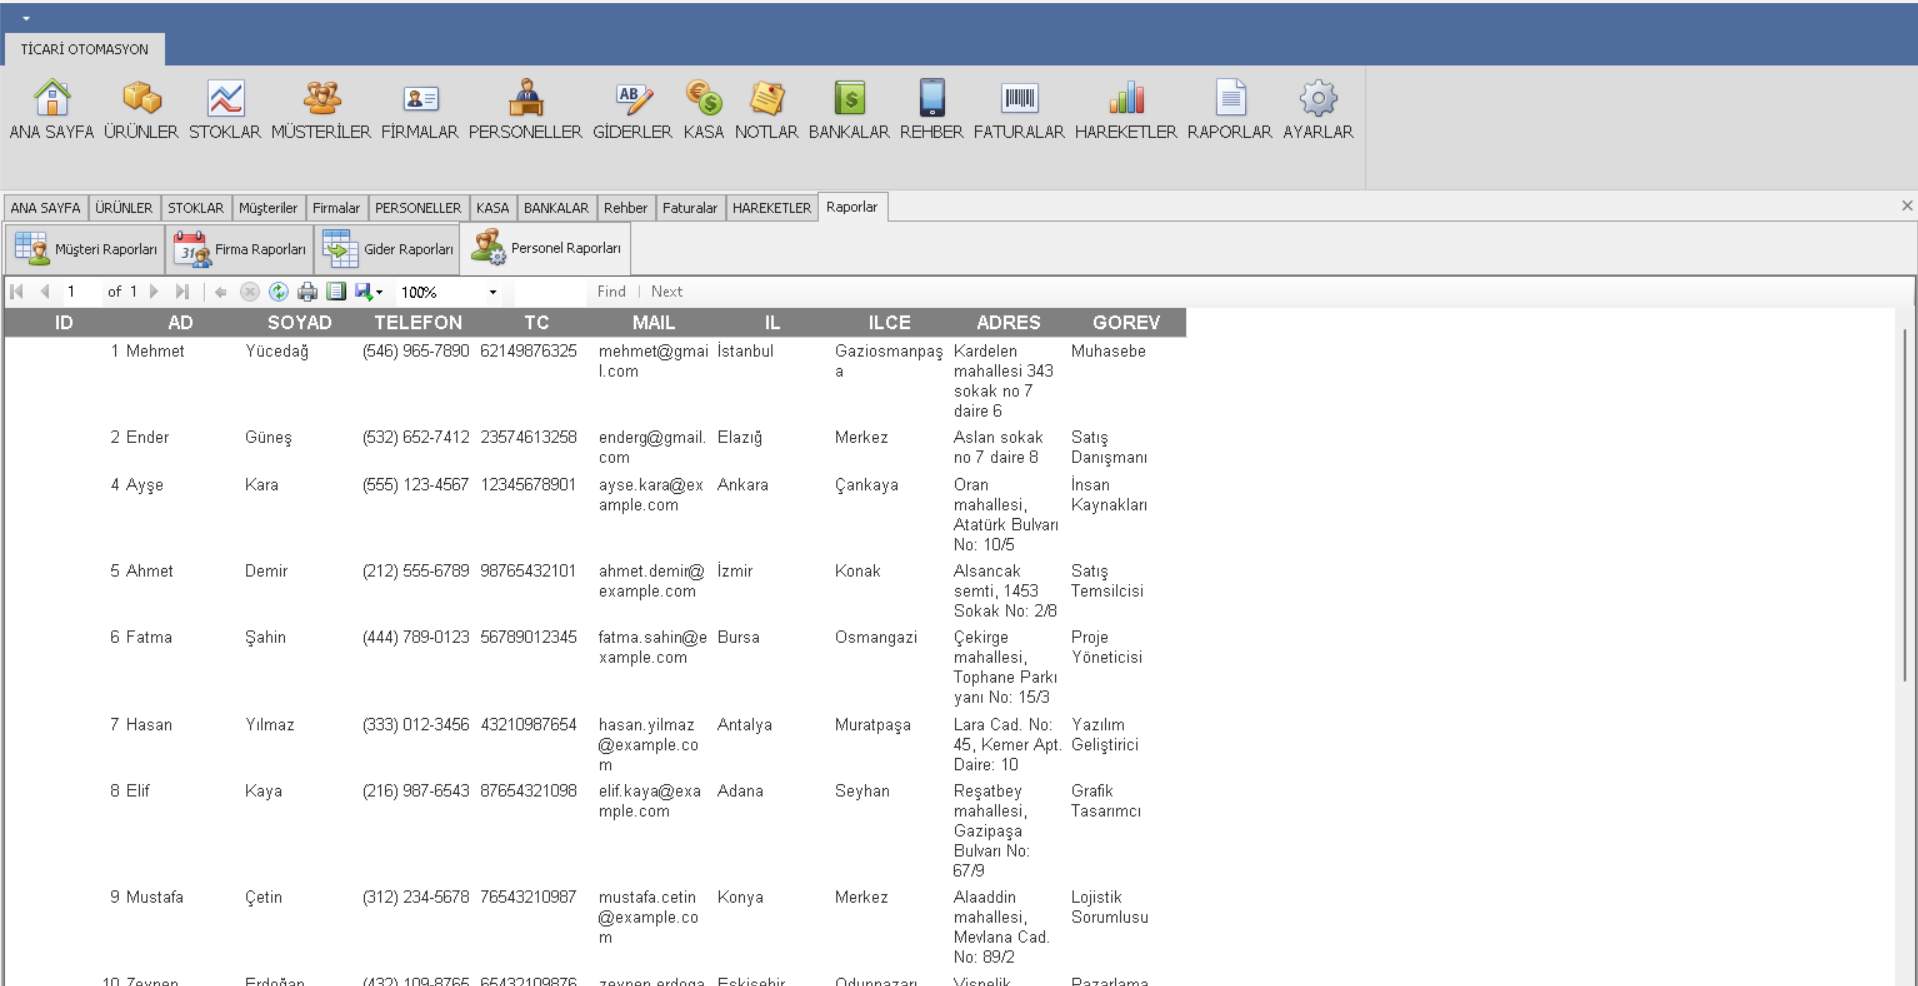 TİCARİ OTOMASYON
ANA SAYFA ÜRÜNLER STOKLAR MÜSTERİLER FİRMALAR PERSONELLER GİDERLER KASA NOTLAR BANKALAR REHBER FATURALAR HAREKETLER RAPORLAR AYARLAR
ANA SAYFA ÜRÜNLER STOKLAR Müşteriler Firmalar PERSONELLER KASA BANKALAR Rehber Faturalar HAREKETLER Raporlar
Müşteri Raporları Firma Raporları Gider Raporları Personel Raporları
1 of 1 100% Find | Next
ID AD SOYAD TELEFON TC MAIL IL ILCE ADRES GOREV
1 Mehmet Yücedağ (546) 965-7890 62149876325 mehmet@gmai İstanbul Gaziosmanpaş Kardelen Muhasebe
l.com a mahallesi 343
sokak no 7
daire 6
2 Ender Güneş (532) 652-7412 23574613258 enderg@gmail. Elazığ Merkez Aslan sokak Satış
com no 7 daire 8 Danışmanı
4 Ayşe Kara (555) 123-4567 12345678901 ayse.kara@ex Ankara Çankaya Oran İnsan
ample.com mahallesi, Kaynakları
Atatürk Bulvarı
No: 10/5
5 Ahmet Demir (212) 555-6789 98765432101 ahmet.demir@ İzmir Konak Alsancak Satış
example.com semti, 1453 Temsilcisi
Sokak No: 2/8
6 Fatma Şahin (444) 789-0123 56789012345 fatma.sahin@e Bursa Osmangazi Çekirge Proje
xample.com mahallesi, Yöneticisi
Tophane Parkı
yanı No: 15/3
7 Hasan Yılmaz (333) 012-3456 43210987654 hasan.yilmaz Antalya Muratpaşa Lara Cad. No: Yazılım
@example.co 45, Kemer Apt. Geliştirici
m Daire: 10
8 Elif Kaya (216) 987-6543 87654321098 elif.kaya@exa Adana Seyhan Reşatbey Grafik
mple.com mahallesi, Tasarımcı
Gazipaşa
Bulvarı No:
67/9
9 Mustafa Çetin (312) 234-5678 76543210987 mustafa.cetin Konya Merkez Alaaddin Lojistik
@example.co mahallesi, Sorumlusu
m Mevlana Cad.
No: 89/2
10 Zeynep Erdoğan (432) 109-8765 65432109876 zeynep.erdoga Eskişehir Odunpazarı Vişnelik Pazarlama